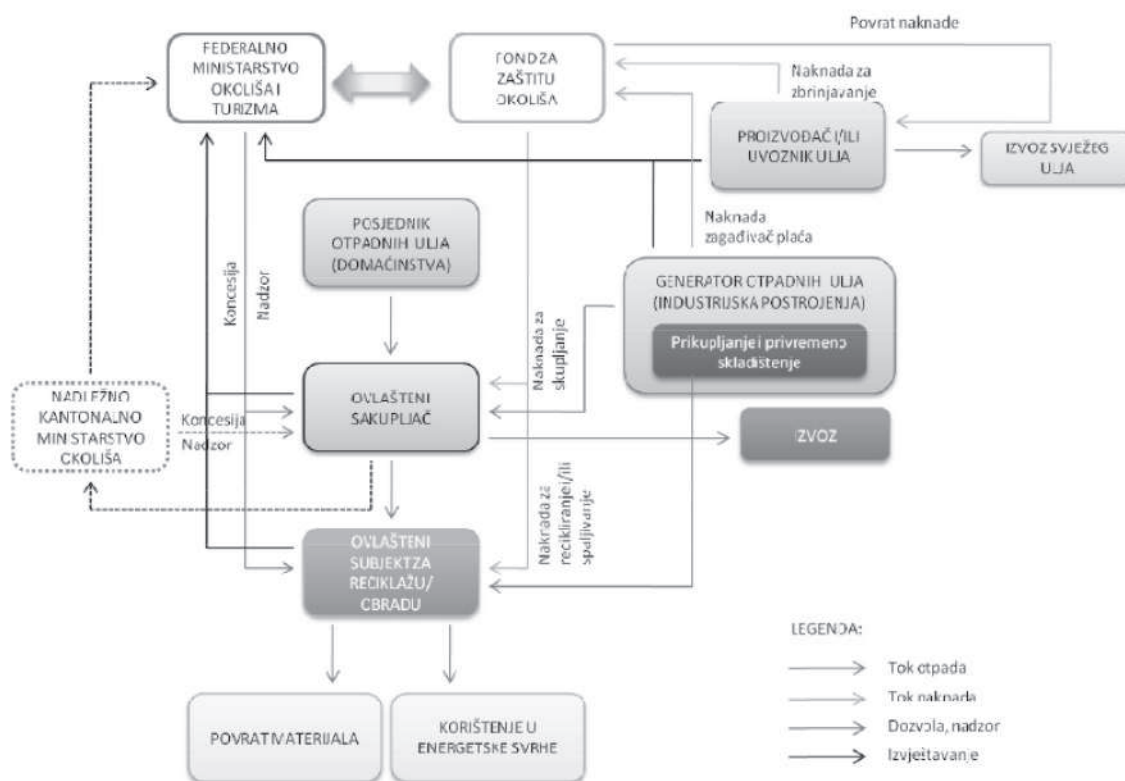 Povrat naknade
FEDERALNO
MINISTARSTVO
OKOLIŠA I
TURIZMA
FOND ZA
ZAŠTITU
OKOLIŠA
Naknada za
zbrinjavanje
PROIZVOĐAČ I/ILI
UVOZNIK ULJA
IZVOZ SVJEŽEG
ULJA
POSJEDNIK
OTPADNIH ULJA
(DOMAĆINSTVA)
Naknada
zagađivač plaća
GENERATOR OTPADNIH ULJA
(INDUSTRIJSKA POSTROJENJA)
Prikupljanje i privremeno
skladištenje
Koncesija
Nadzor
Naknada za
skupljanje
NADLEŽNO
KANTONALNO
MINISTARSTVO
OKOLIŠA
Koncesija
Nadzor
OVLAŠTENI
SAKUPLJAČ
IZVOZ
Naknada za
recikliranje i/ili
spaljivanje
OVLAŠTENI
SUBJEKT ZA
RECIKLAŽU/
OBRADU
POVRAT MATERIJALA
KORIŠTENJE U
ENERGETSKE SVRHE
LEGENDA:
Tok otpada
Tok naknada
Dozvola, nadzor
Izvještavanje